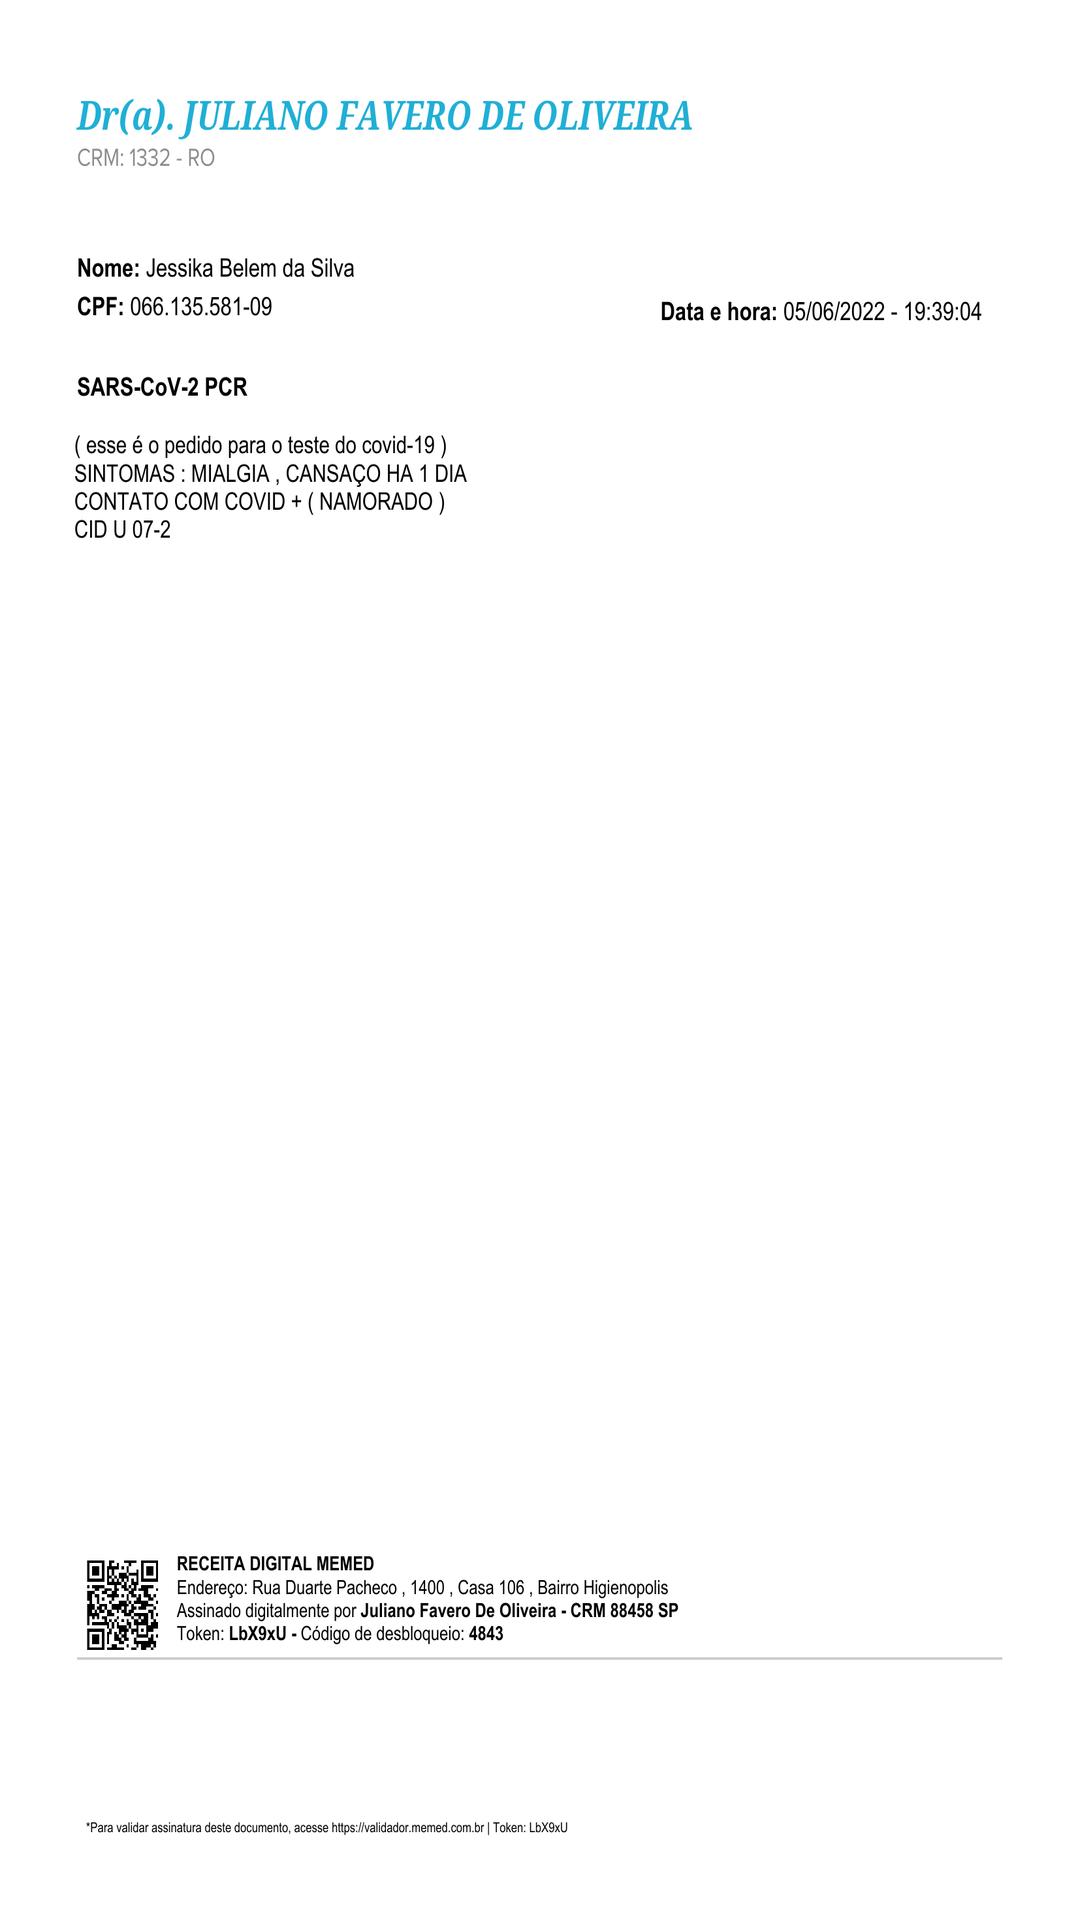 Dr(a). JULIANO FAVERO DE OLIVEIRA
CRM: 1332 - RO
Nome: Jessika Belem da Silva
CPF: 066.135.581-09
Data e hora: 05/06/2022 - 19:39:04
SARS-CoV-2 PCR
( esse é o pedido para o teste do covid-19 )
SINTOMAS : MIALGIA , CANSAÇO HA 1 DIA
CONTATO COM COVID + ( NAMORADO )
CID U 07-2
RECEITA DIGITAL MEMED
Endereço: Rua Duarte Pacheco , 1400 , Casa 106 , Bairro Higienopolis
Assinado digitalmente por Juliano Favero De Oliveira - CRM 88458 SP
Token: LbX9xU - Código de desbloqueio: 4843
*Para validar assinatura deste documento, acesse https://validador.memed.com.br | Token: LbX9xU